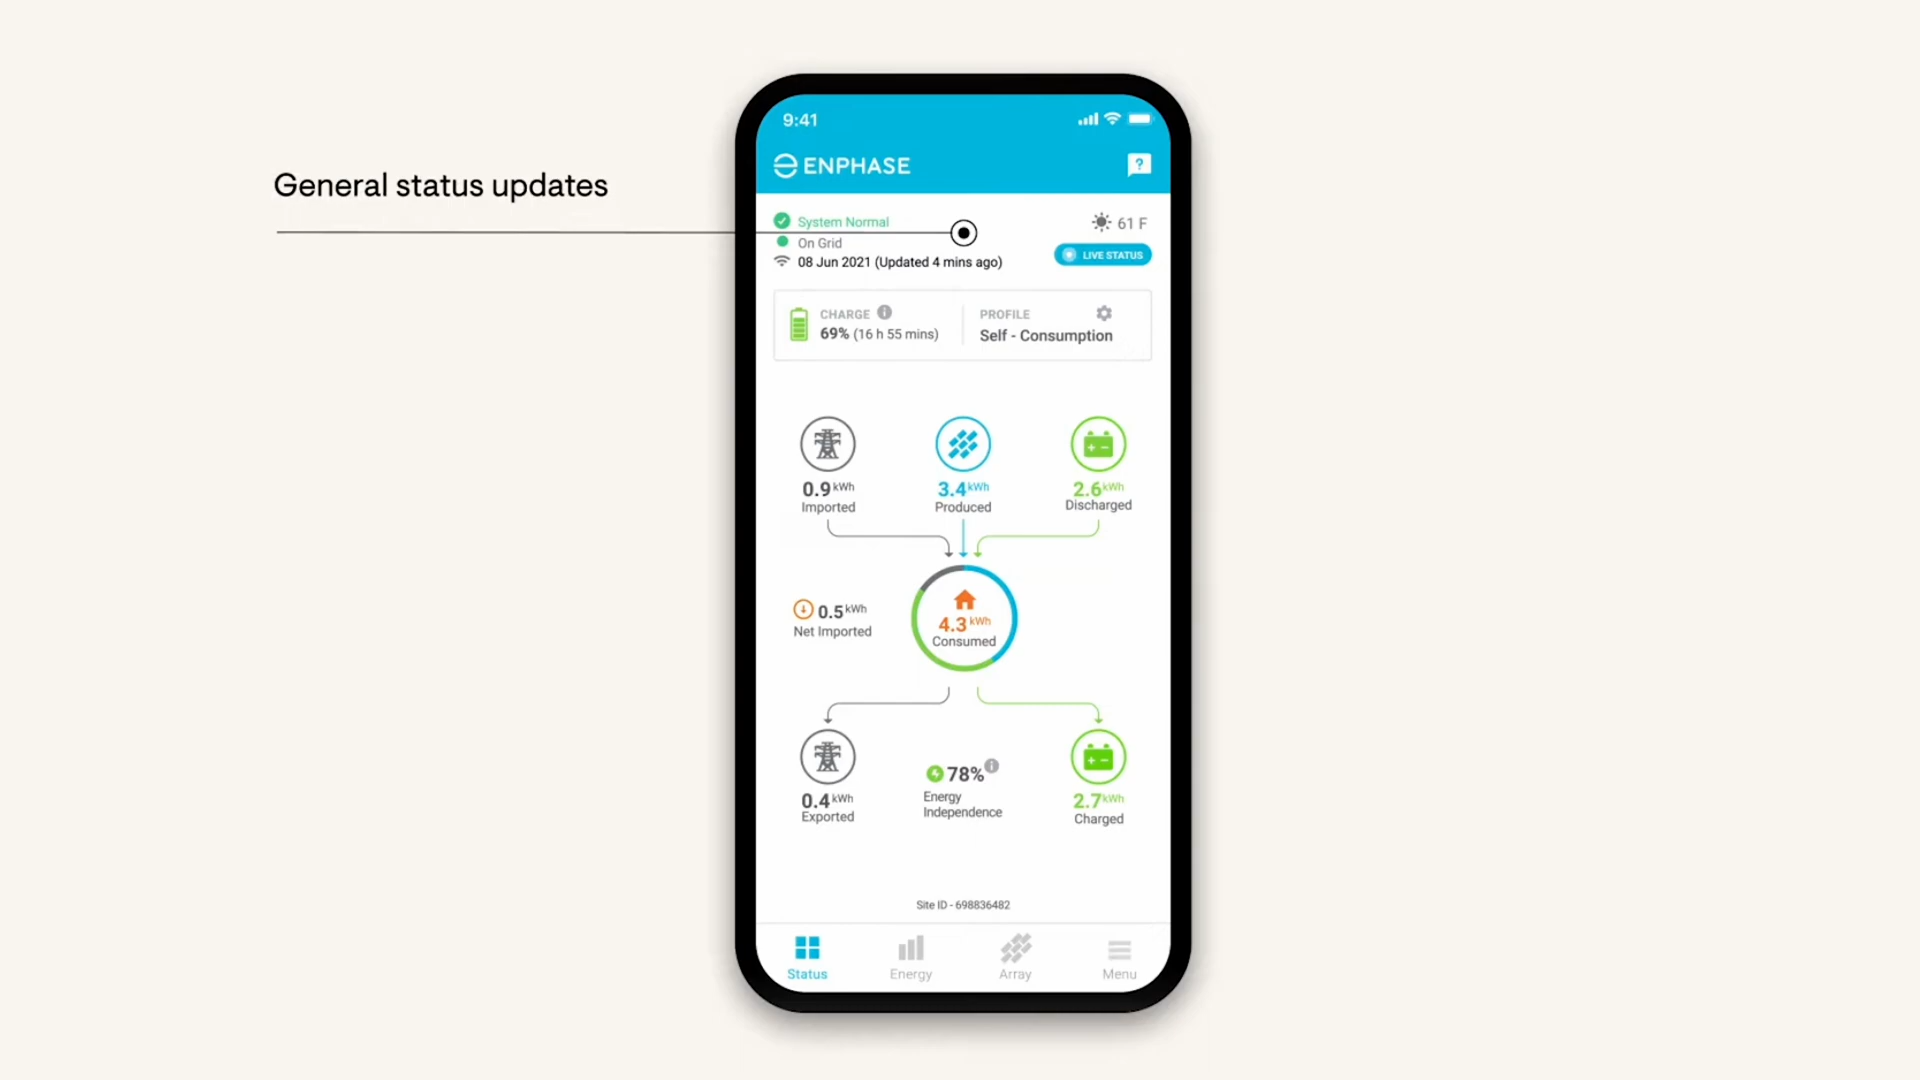 General status updates
9:41
ENPHASE
?
System Normal
61 F
On Grid
LIVE STATUS
08 Jun 2021 (Updated 4 mins ago)
CHARGE
69% (16 h 55 mins)
PROFILE
Self - Consumption
0.9 kWh
Imported
3.4 kWh
Produced
2.6 kWh
Discharged
0.5 kWh
Net Imported
4.3 kWh
Consumed
0.4 kWh
Exported
78%
Energy
Independence
2.7 kWh
Charged
Site ID - 698836482
Status
Energy
Array
Menu